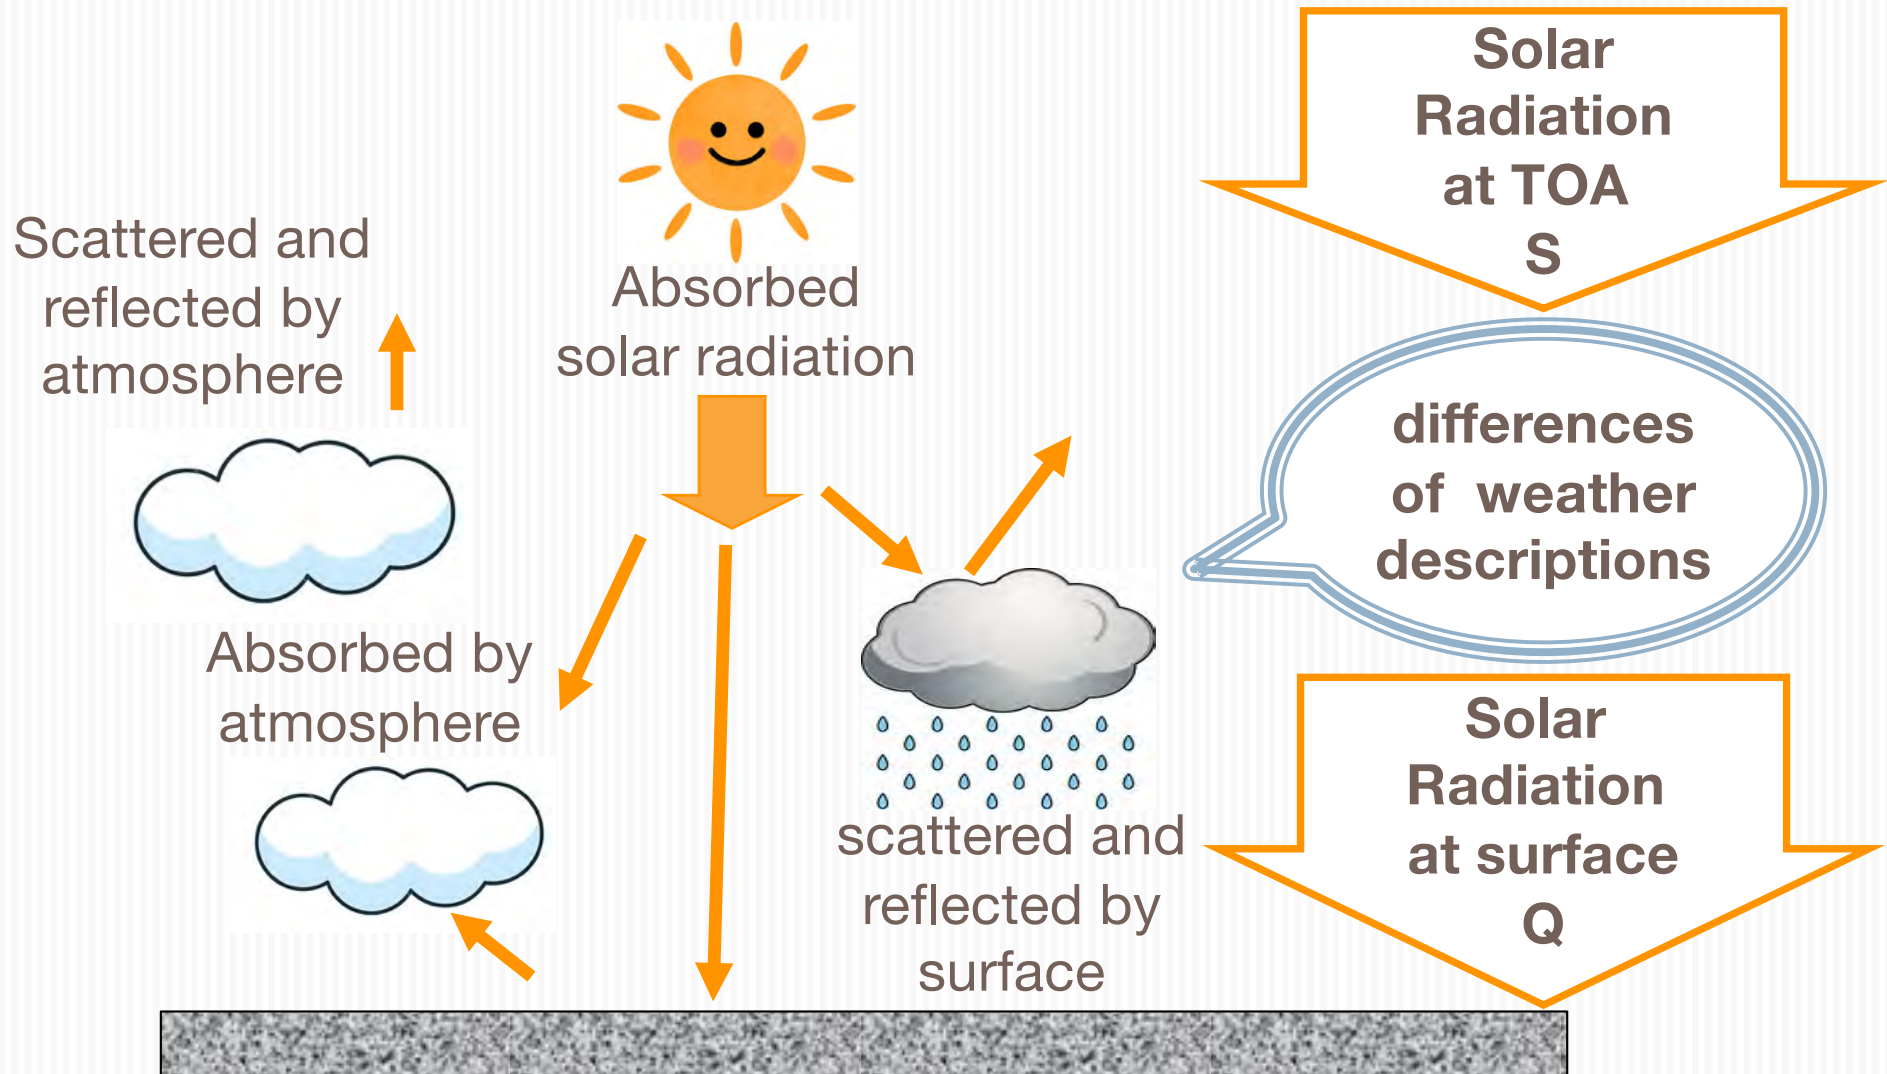 Scattered and
reflected by
atmosphere
Absorbed
solar radiation
Absorbed by
atmosphere
scattered and
reflected by
surface
Solar
Radiation
at TOA
S
differences
of weather
descriptions
Solar
Radiation
at surface
Q